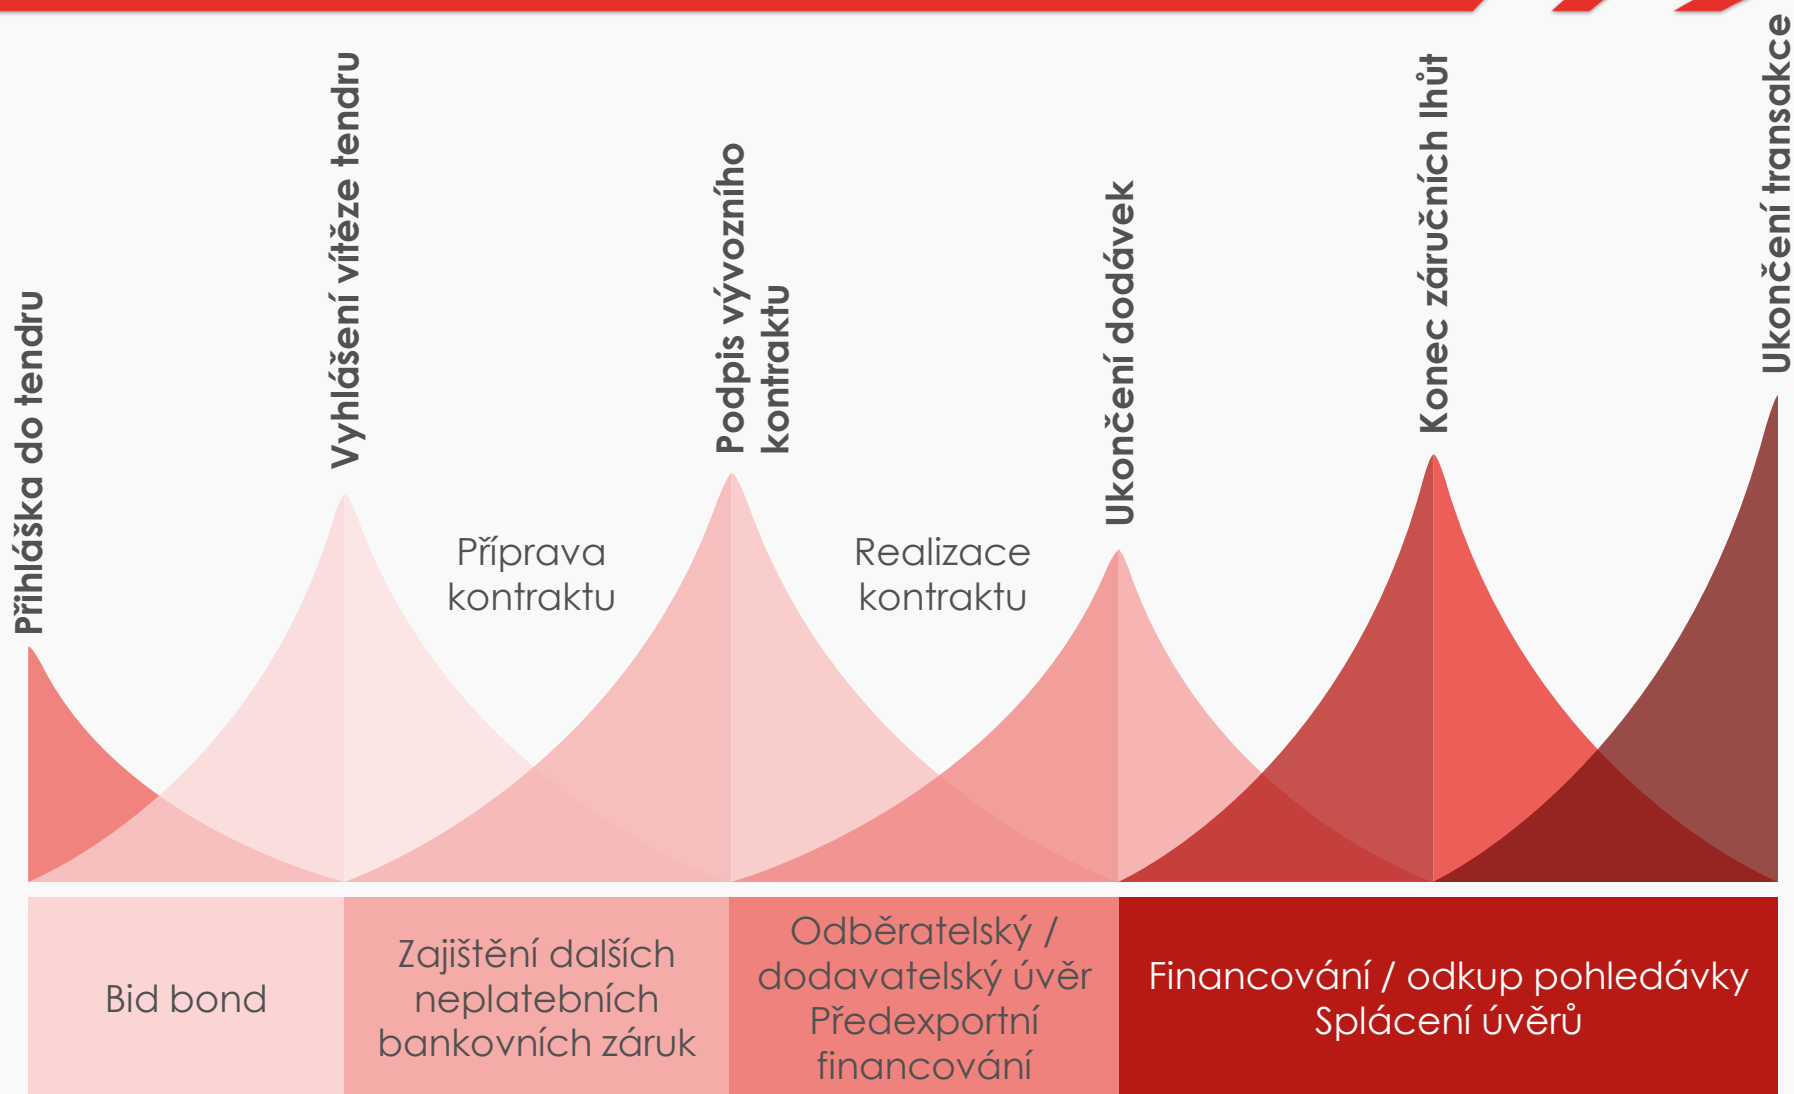 Přihláška do tendru
Vyhlášení vítěze tendru
Podpis vývozního
kontraktu
Ukončení dodávek
Konec záručních lhůt
Ukončení transakce
Příprava
kontraktu
Realizace
kontraktu
Bid bond
Zajištění dalších
neplatebních
bankovních záruk
Odběratelský /
dodavatelský úvěr
Předexportní
financování
Financování / odkup pohledávky
Splácení úvěrů